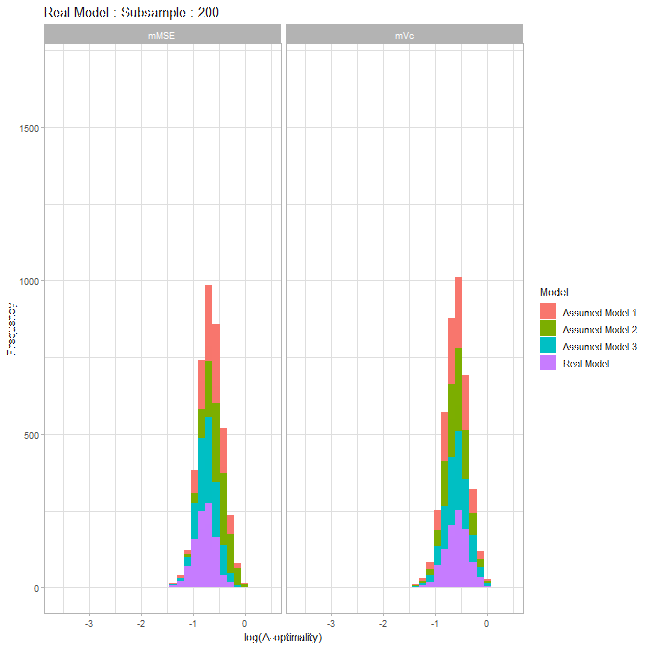 Real Model : Subsample : 200
mMSE
mVc
1500
1000
500
0
Frequency
-3
-2
-1
0
-3
-2
-1
0
log(A-optimality)
Model
Assumed Model 1
Assumed Model 2
Assumed Model 3
Real Model